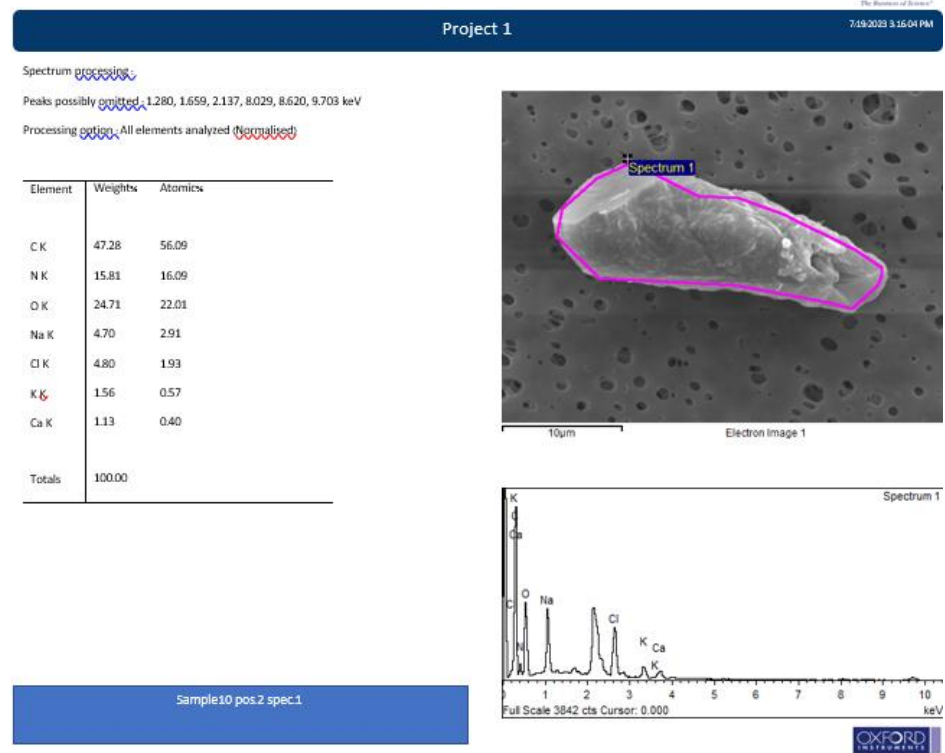 The Business of Science®
Project 1
7/19/2023 3:16:04 PM
Spectrum processing :
Peaks possibly omitted : 1.280, 1.659, 2.137, 8.029, 8.620, 9.703 keV
Processing option : All elements analyzed (Normalised)
Element Weight% Atomic%
C K 47.28 56.09
N K 15.81 16.09
O K 24.71 22.01
Na K 4.70 2.91
Cl K 4.80 1.93
K K 1.56 0.57
Ca K 1.13 0.40
Totals 100.00
Spectrum 1
10µm Electron Image 1
Spectrum 1
K
C
Ca
O
Na
C
N
Cl
K
Ca
K
0 1 2 3 4 5 6 7 8 9 10
Full Scale 3842 cts Cursor: 0.000 keV
Sample10 pos.2 spec.1
OXFORD
INSTRUMENTS